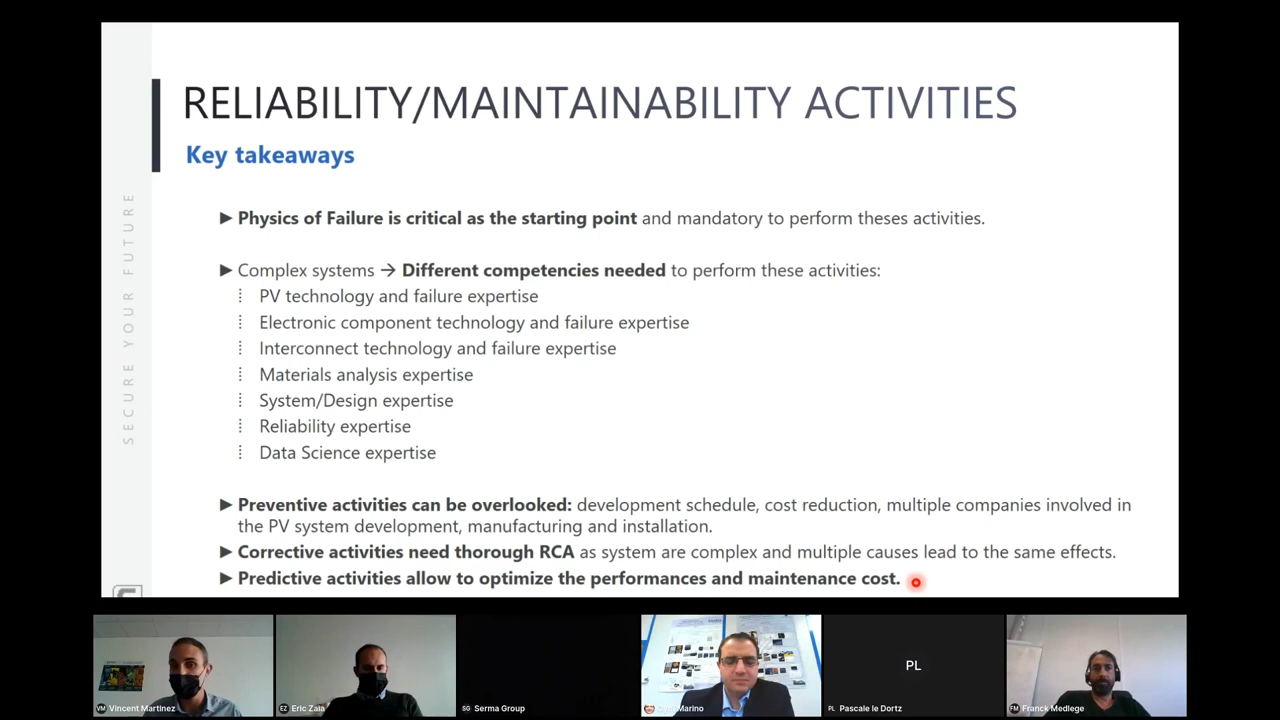 RELIABILITY/MAINTAINABILITY ACTIVITIES
Key takeaways
SECURE YOUR FUTURE
► Physics of Failure is critical as the starting point and mandatory to perform theses activities.
► Complex systems → Different competencies needed to perform these activities:
PV technology and failure expertise
Electronic component technology and failure expertise
Interconnect technology and failure expertise
Materials analysis expertise
System/Design expertise
Reliability expertise
Data Science expertise
► Preventive activities can be overlooked: development schedule, cost reduction, multiple companies involved in
the PV system development, manufacturing and installation.
► Corrective activities need thorough RCA as system are complex and multiple causes lead to the same effects.
► Predictive activities allow to optimize the performances and maintenance cost.
VM Vincent Martinez
EZ Eric Zaia
SG Serma Group
Marino
PL
PL Pascale le Dortz
FM Franck Medlege